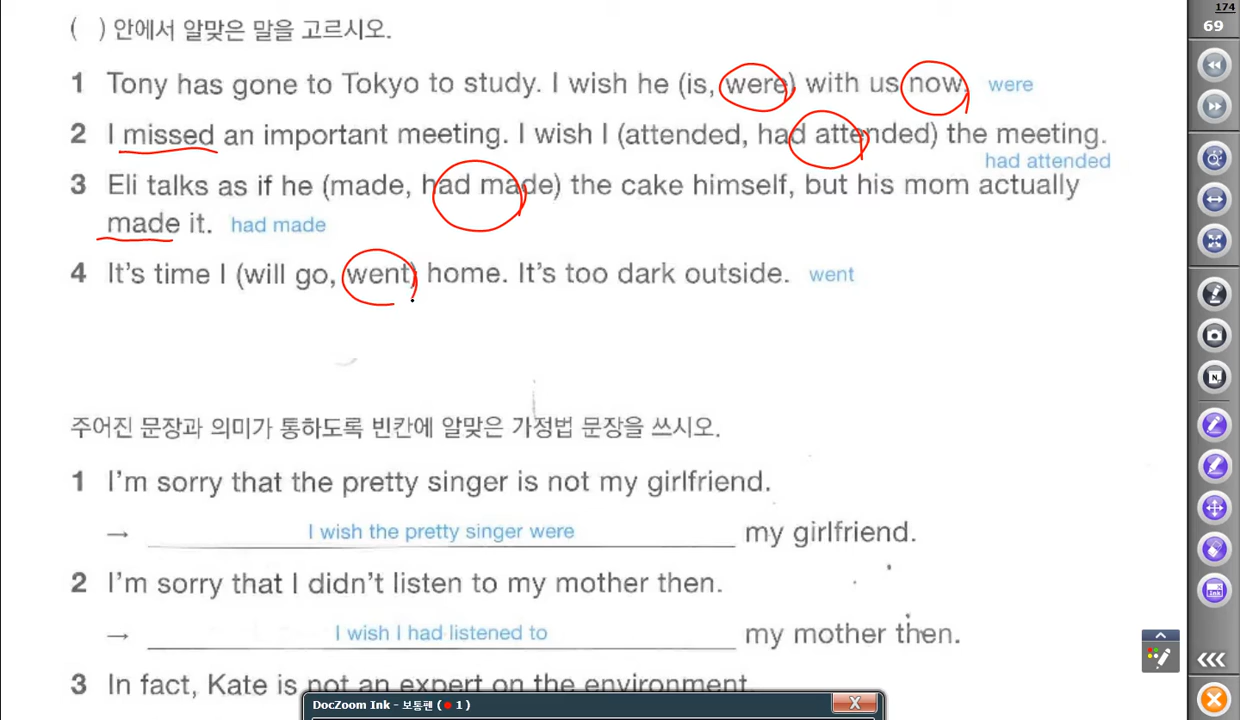 ( ) 안에서 알맞은 말을 고르시오.
1 Tony has gone to Tokyo to study. I wish he (is, were) with us now. were
2 I missed an important meeting. I wish I (attended, had attended) the meeting.
had attended
3 Eli talks as if he (made, had made) the cake himself, but his mom actually
made it. had made
4 It's time I (will go, went) home. It's too dark outside. went
주어진 문장과 의미가 통하도록 빈칸에 알맞은 가정법 문장을 쓰시오.
1 I'm sorry that the pretty singer is not my girlfriend.
→ I wish the pretty singer were my girlfriend.
2 I'm sorry that I didn't listen to my mother then.
→ I wish I had listened to my mother then.
3 In fact, Kate is not an expert on the environment.
DocZoom Ink - 보통펜 ( 1 )
174
69